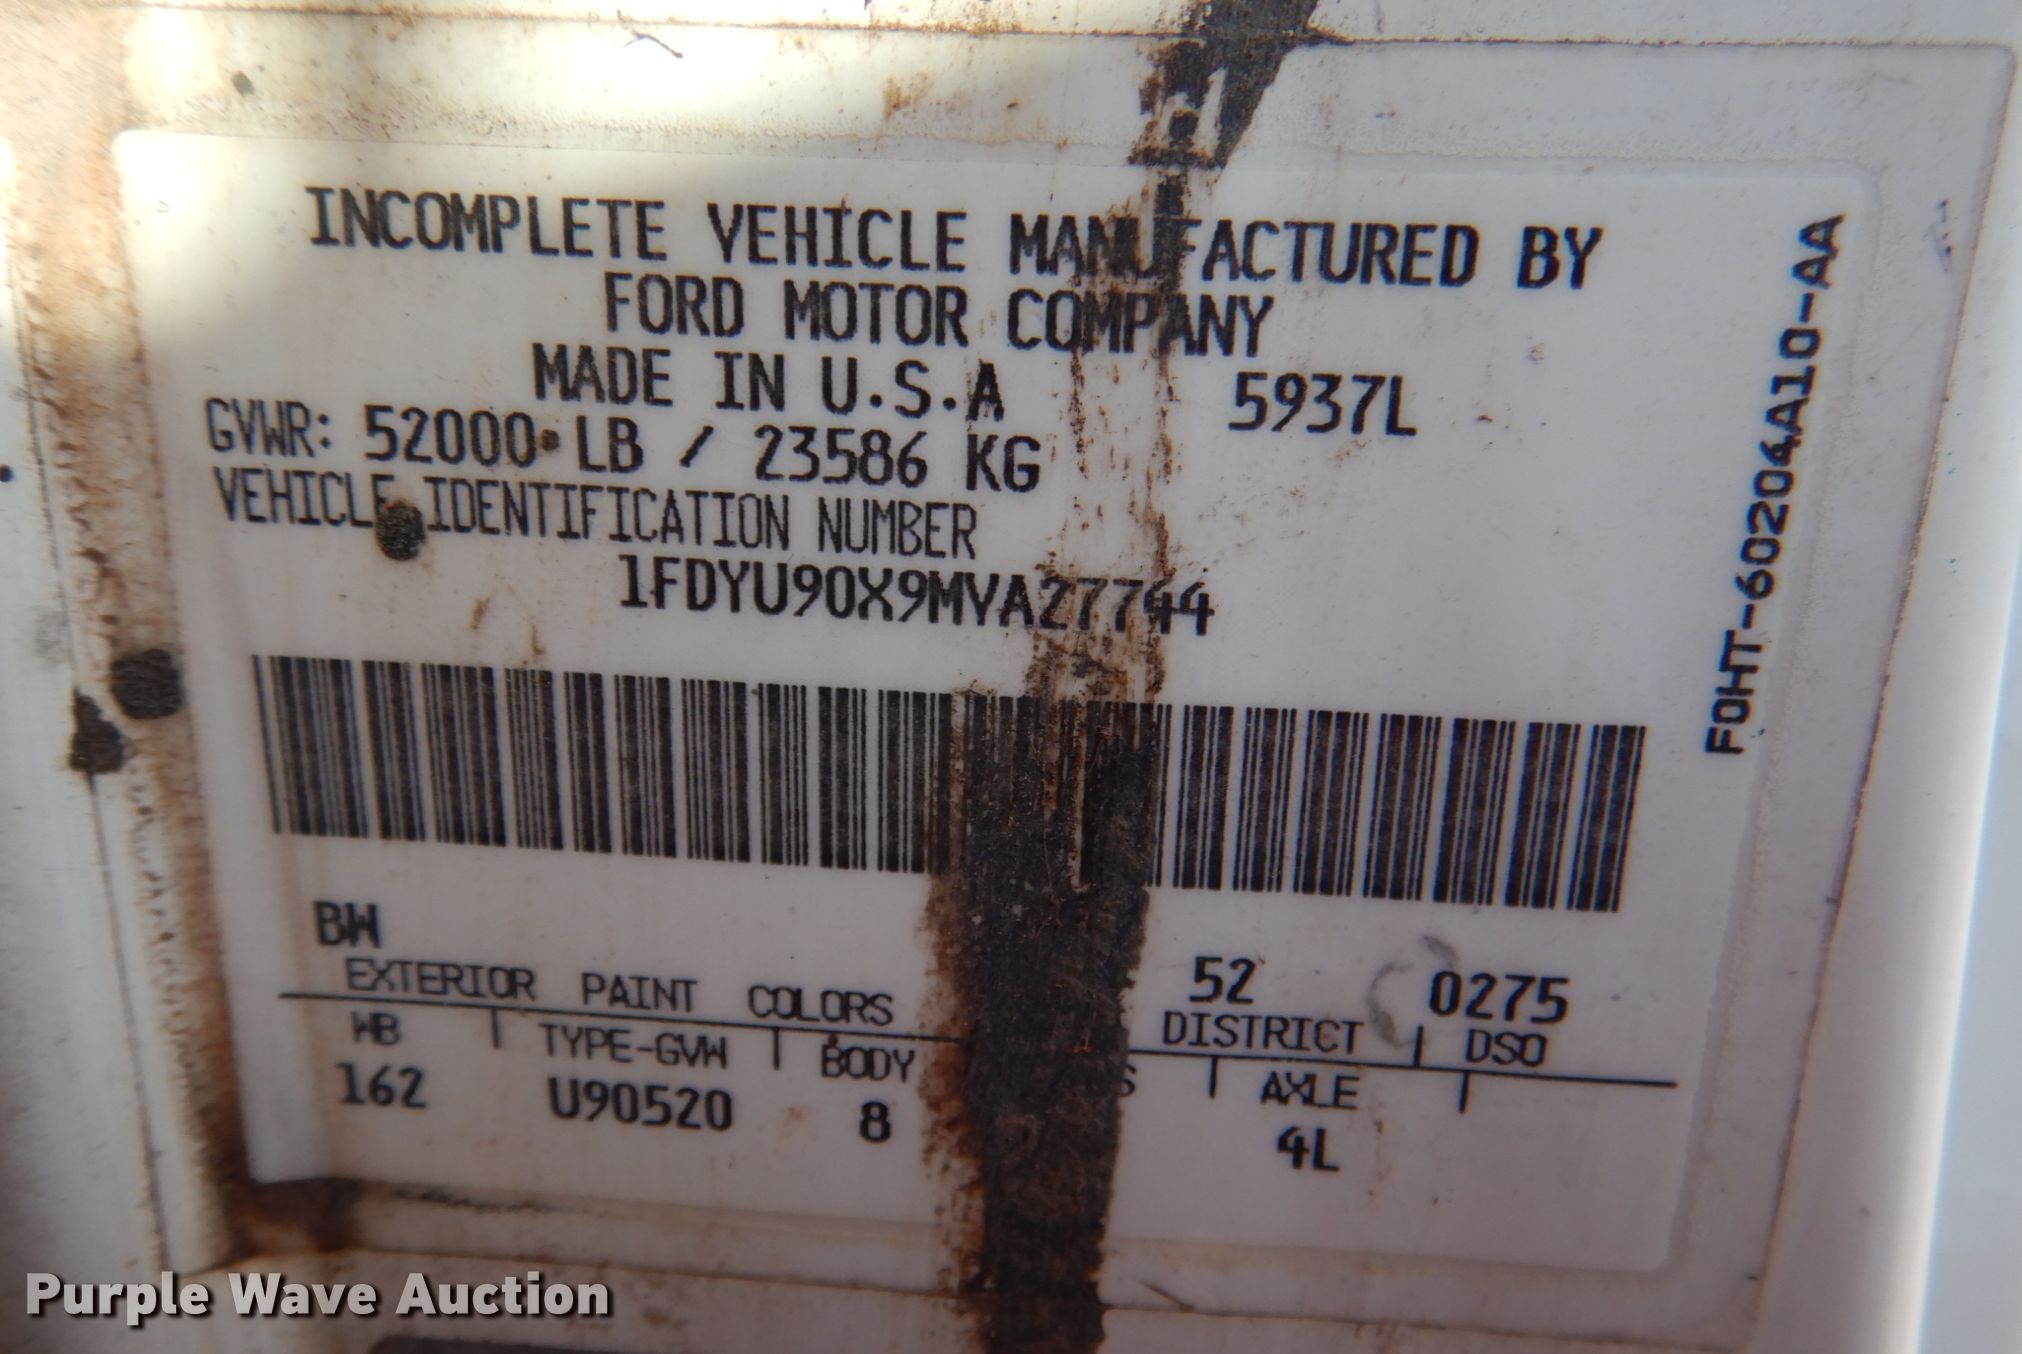 INCOMPLETE VEHICLE MANUFACTURED BY
FORD MOTOR COMPANY
MADE IN U.S.A 5937L
GVWR: 52000 LB / 23586 KG
VEHICLE IDENTIFICATION NUMBER
1FDYU90X9MVA27744
F0HT-60204A10-AA
BW 52 0275
EXTERIOR PAINT COLORS DISTRICT DSO
WB TYPE-GVW BODY AXLE
162 U90520 8 4L
Purple Wave Auction